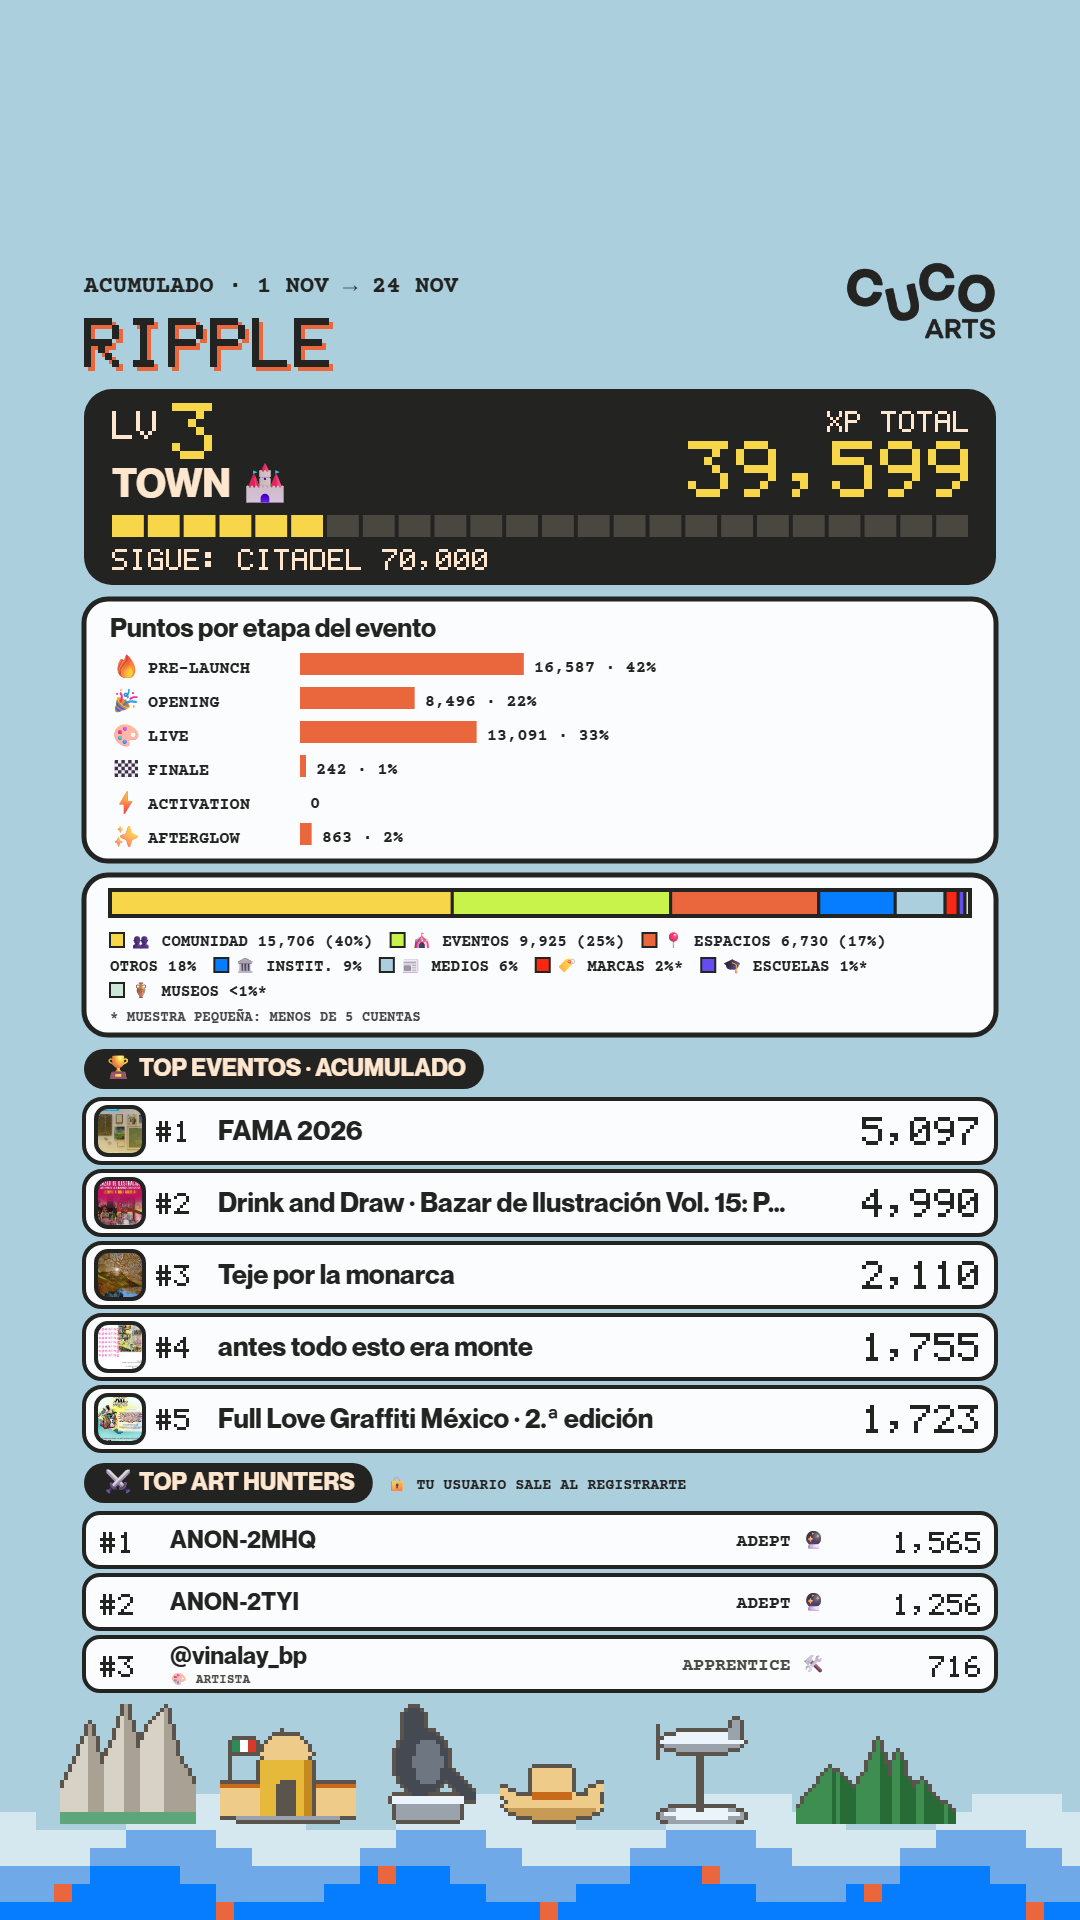 ACUMULADO · 1 NOV → 24 NOV
CUCO
ARTS
RIPPLE
LV 3
XP TOTAL
TOWN
39,599
SIGUE: CITADEL 70,000
Puntos por etapa del evento
PRE-LAUNCH 16,587 · 42%
OPENING 8,496 · 22%
LIVE 13,091 · 33%
FINALE 242 · 1%
ACTIVATION 0
AFTERGLOW 863 · 2%
COMUNIDAD 15,706 (40%) EVENTOS 9,925 (25%) ESPACIOS 6,730 (17%)
OTROS 18% INSTIT. 9% MEDIOS 6% MARCAS 2%* ESCUELAS 1%*
MUSEOS <1%*
* MUESTRA PEQUEÑA: MENOS DE 5 CUENTAS
TOP EVENTOS · ACUMULADO
#1 FAMA 2026 5,097
#2 Drink and Draw · Bazar de Ilustración Vol. 15: P... 4,990
#3 Teje por la monarca 2,110
#4 antes todo esto era monte 1,755
#5 Full Love Graffiti México · 2.ª edición 1,723
TOP ART HUNTERS TU USUARIO SALE AL REGISTRARTE
#1 ANON-2MHQ ADEPT 1,565
#2 ANON-2TYI ADEPT 1,256
#3 @vinalay_bp APPRENTICE 716
ARTISTA